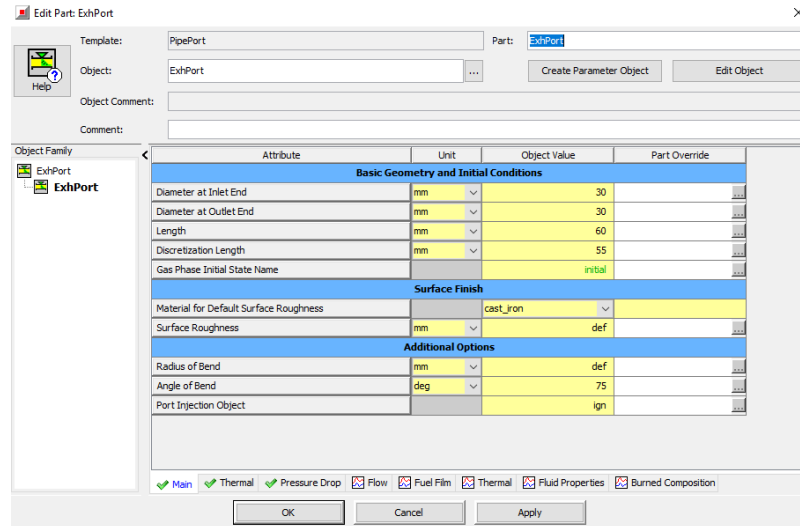 Edit Part: ExhPort
Template: PipePort Part: ExhPort
Help
Object: ExhPort ... Create Parameter Object Edit Object
Object Comment:
Comment:
Object Family
ExhPort
ExhPort
Attribute Unit Object Value Part Override
Basic Geometry and Initial Conditions
Diameter at Inlet End mm 30 ...
Diameter at Outlet End mm 30 ...
Length mm 60 ...
Discretization Length mm 55 ...
Gas Phase Initial State Name initial ...
Surface Finish
Material for Default Surface Roughness cast_iron
Surface Roughness mm def ...
Additional Options
Radius of Bend mm def ...
Angle of Bend deg 75 ...
Port Injection Object ign ...
Main Thermal Pressure Drop Flow Fuel Film Thermal Fluid Properties Burned Composition
OK Cancel Apply